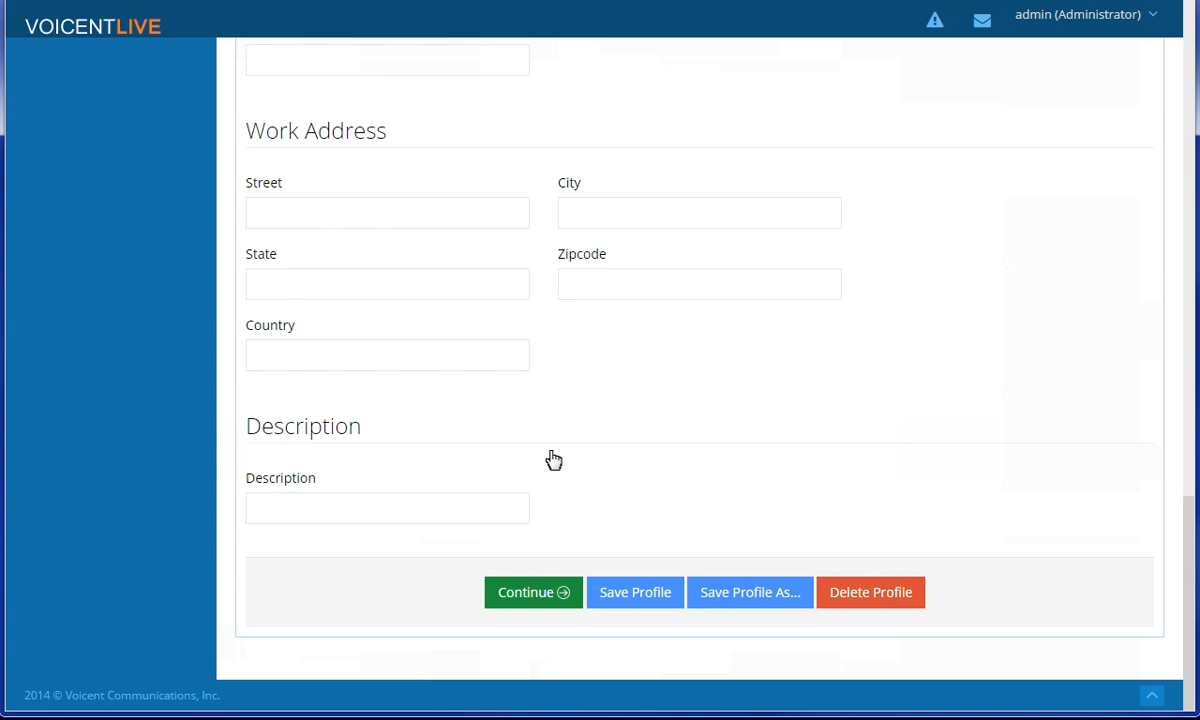 VOICENTLIVE
admin (Administrator)
Work Address
Street City
State Zipcode
Country
Description
Description
Continue Save Profile Save Profile As... Delete Profile
2014 © Voicent Communications, Inc.